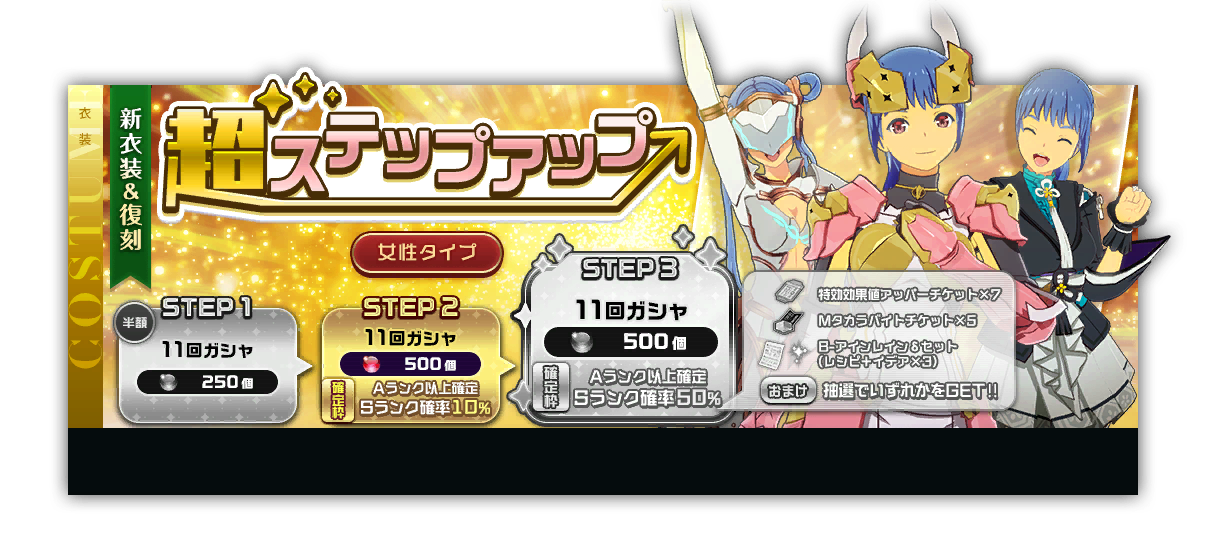 衣装
COSTU
新衣装&復刻
超ステップアップ
女性タイプ
STEP 1
半額
11回ガシャ
250個
STEP 2
11回ガシャ
500個
確定枠
Aランク以上確定
Sランク確率10%
STEP 3
11回ガシャ
500個
確定枠
Aランク以上確定
Sランク確率50%
特効効果値アッパーチケット×7
Mタカラバイトチケット×5
B-アインレイン&セット
(レシピ+イデア×3)
おまけ
抽選でいずれかをGET!!